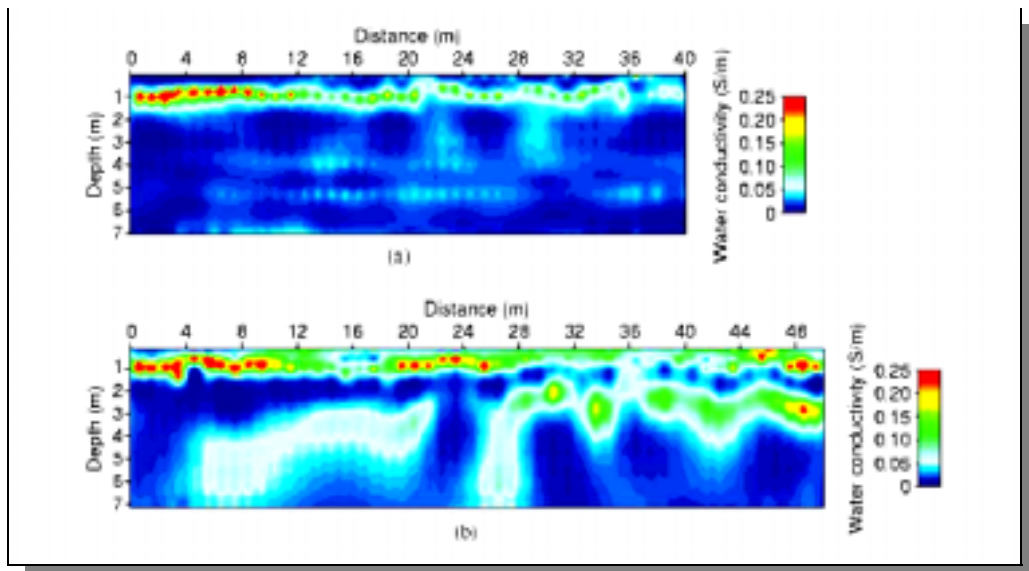 Distance (m)
0 4 8 12 16 20 24 28 32 36 40
Depth (m)
1
2
3
4
5
6
7
Water conductivity (S/m)
0.25
0.20
0.15
0.10
0.05
0
(a)
Distance (m)
0 4 8 12 16 20 24 28 32 36 40 44 48
Depth (m)
1
2
3
4
5
6
7
Water conductivity (S/m)
0.25
0.20
0.15
0.10
0.05
0
(b)